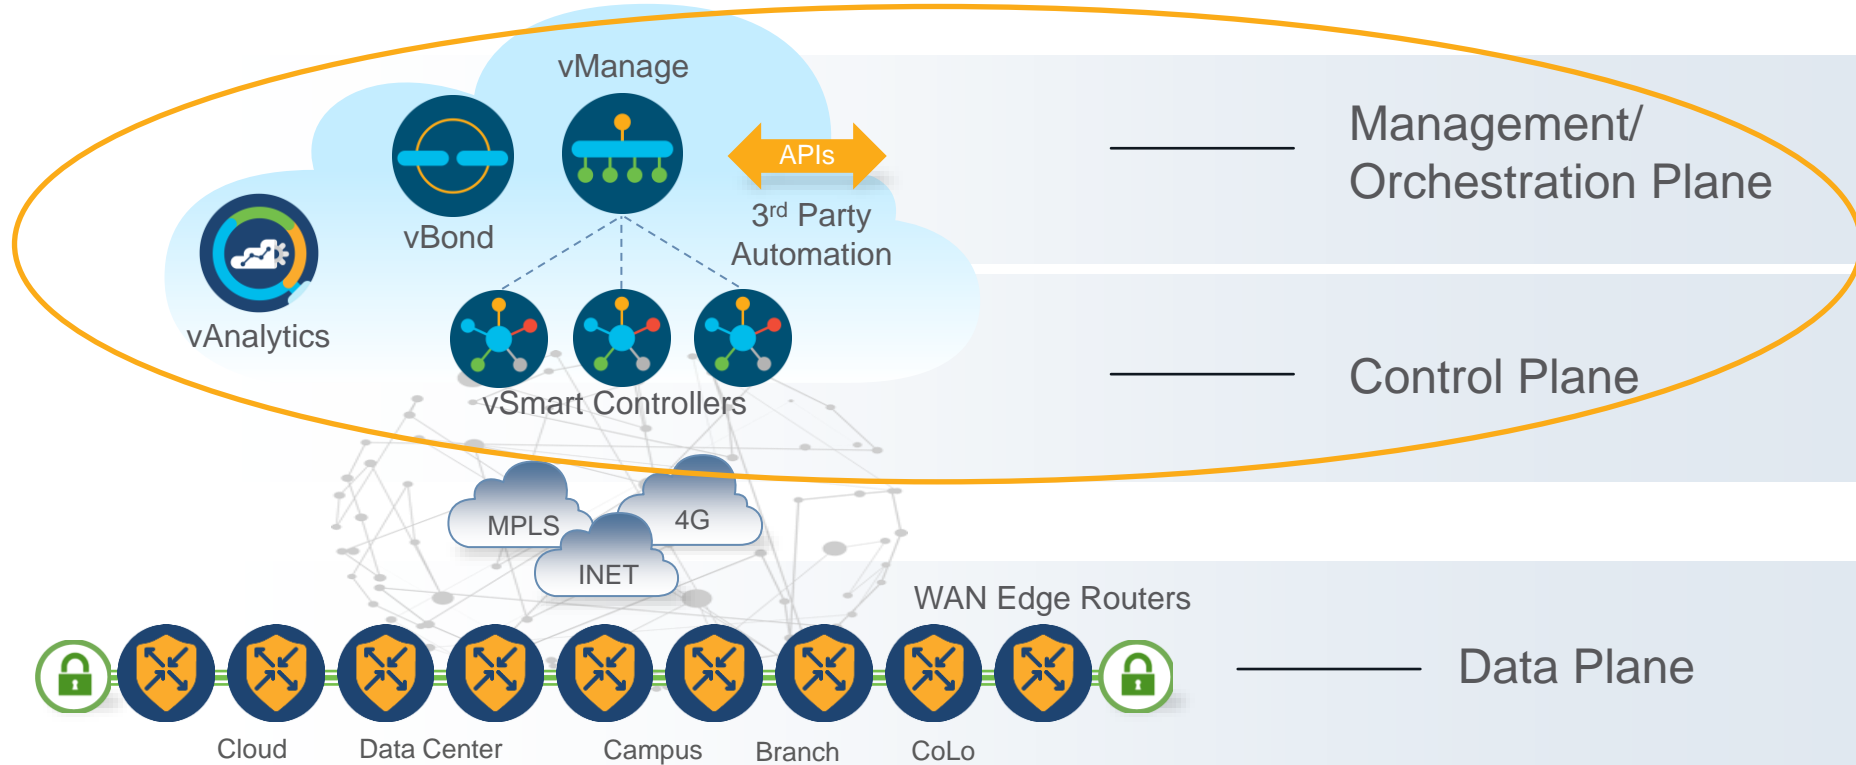 vManage
APIs
vBond
3rd Party
Automation
vAnalytics
vSmart Controllers
Management/
Orchestration Plane
Control Plane
MPLS
4G
INET
WAN Edge Routers
Data Plane
Cloud
Data Center
Campus
Branch
CoLo